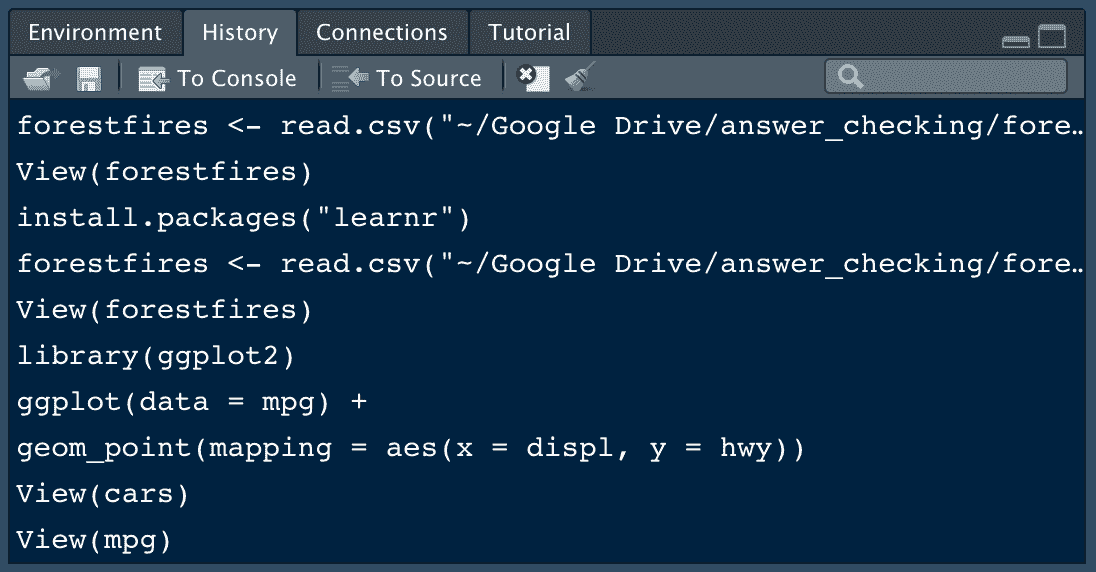 Environment History Connections Tutorial
To Console To Source
forestfires <- read.csv("~/Google Drive/answer_checking/fore…
View(forestfires)
install.packages("learnr")
forestfires <- read.csv("~/Google Drive/answer_checking/fore…
View(forestfires)
library(ggplot2)
ggplot(data = mpg) +
geom_point(mapping = aes(x = displ, y = hwy))
View(cars)
View(mpg)